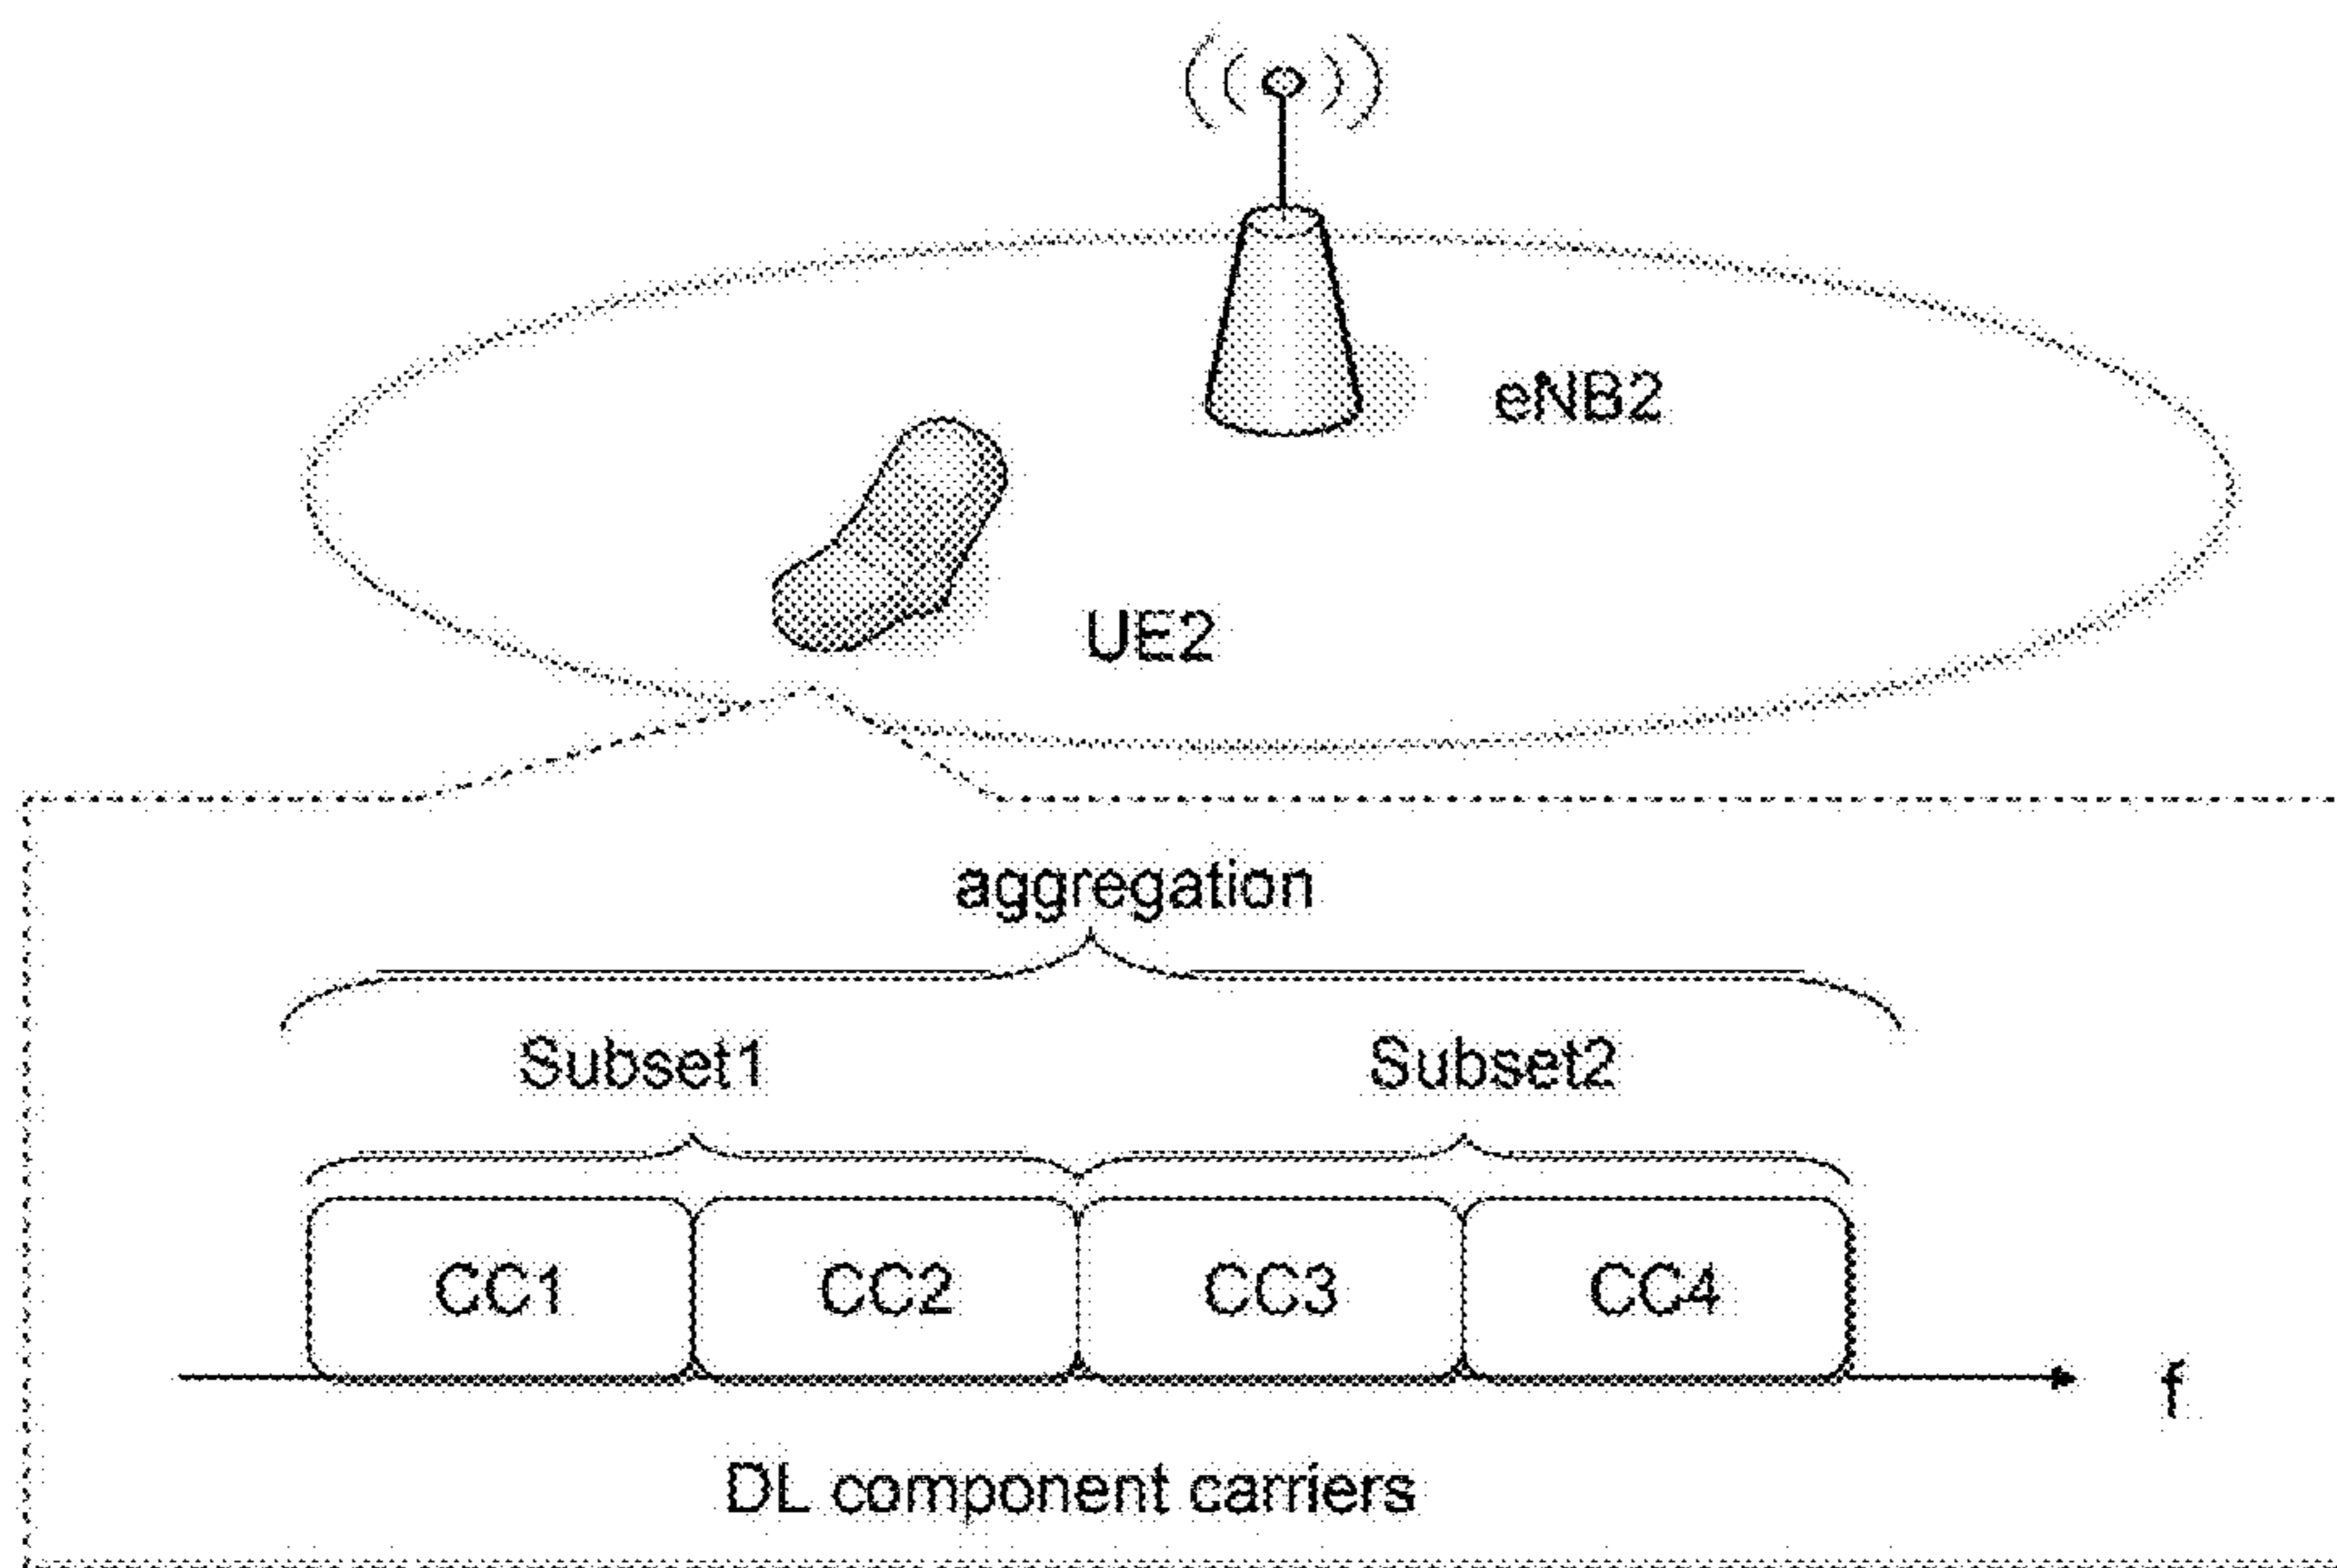 eNB2
UE2
aggregation
Subset1 Subset2
CC1 CC2 CC3 CC4
f
DL component carriers